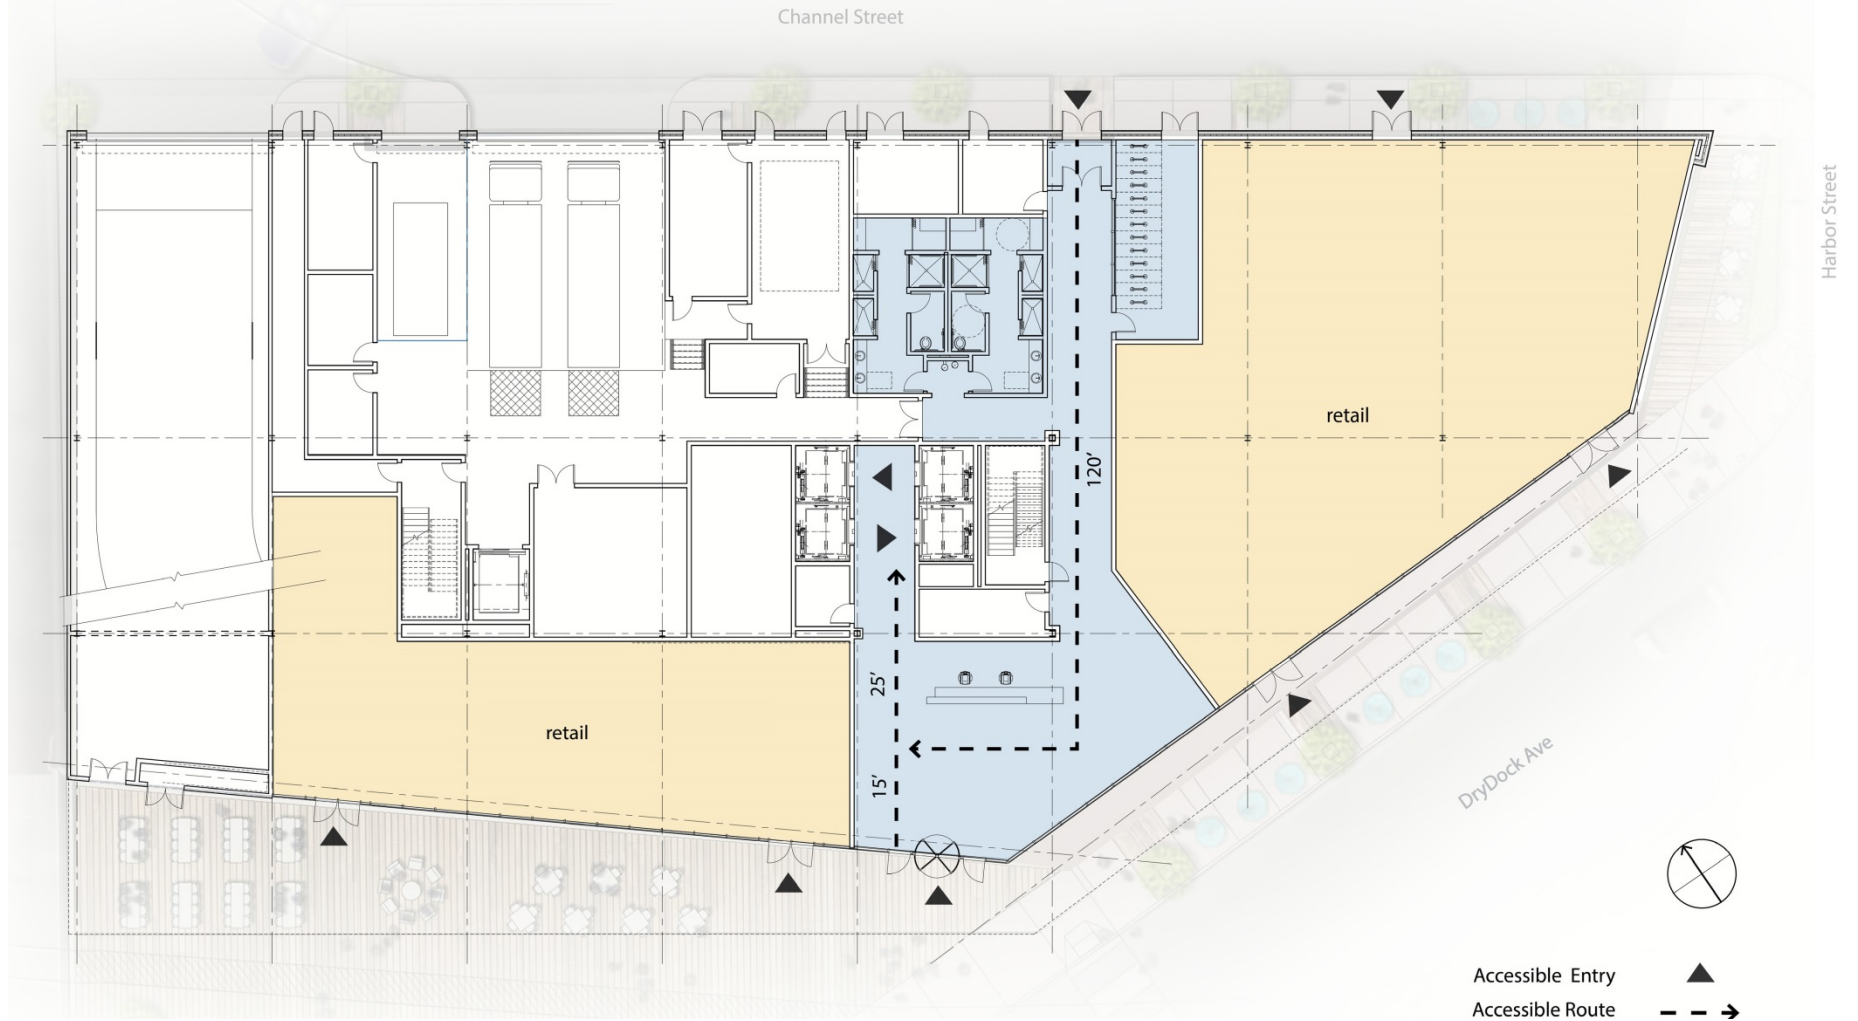 Channel Street
Harbor Street
retail
120′
25′
retail
15′
DryDock Ave
Accessible Entry
Accessible Route